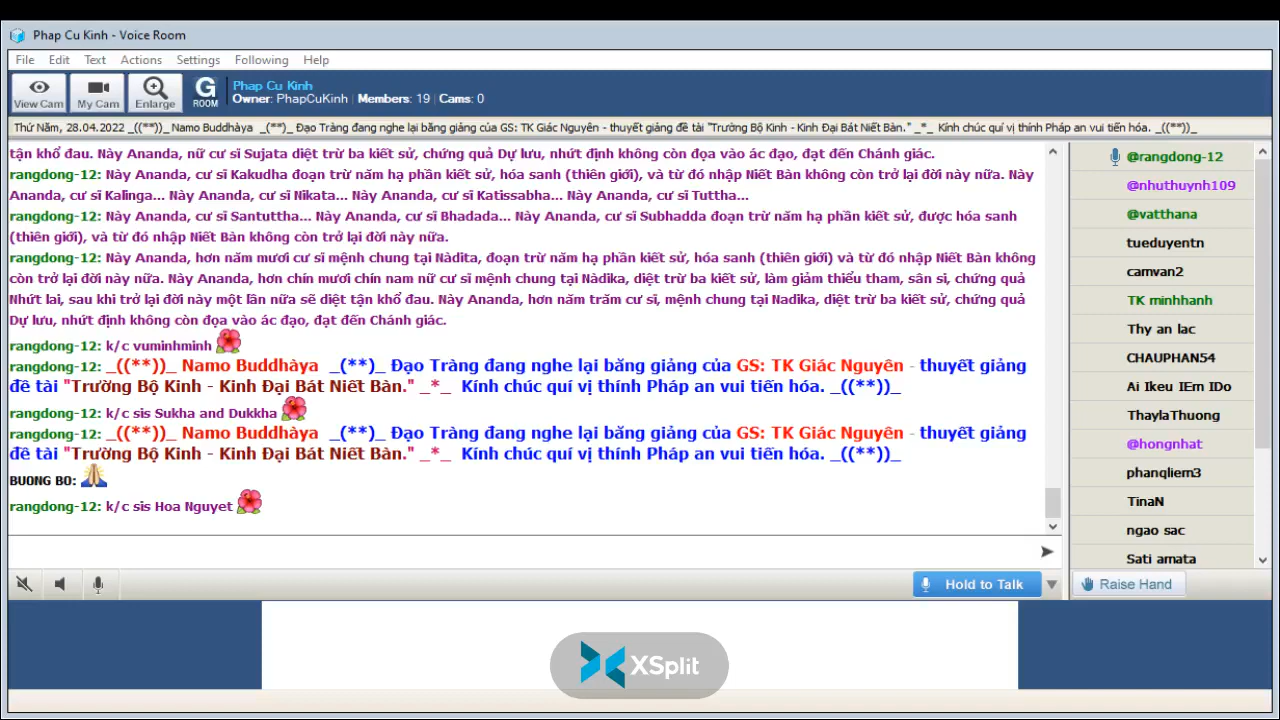 Phap Cu Kinh - Voice Room
File Edit Text Actions Settings Following Help
View Cam My Cam Enlarge G ROOM
Phap Cu Kinh
Owner: PhapCuKinh Members: 19 Cams: 0
Thứ Năm, 28.04.2022 _((**))_ Namo Buddhàya _(**)_ Đạo Tràng đang nghe lại băng giảng của GS: TK Giác Nguyên - thuyết giảng đề tài "Trường Bộ Kinh - Kinh Đại Bát Niết Bàn." _*_ Kính chúc quí vị thính Pháp an vui tiến hóa. _((**))_
tận khổ đau. Này Ananda, nữ cư sĩ Sujata diệt trừ ba kiết sử, chứng quả Dự lưu, nhứt định không còn đọa vào ác đạo, đạt đến Chánh giác.
rangdong-12: Này Ananda, cư sĩ Kakudha đoạn trừ năm hạ phần kiết sử, hóa sanh (thiên giới), và từ đó nhập Niết Bàn không còn trở lại đời này nữa. Này
Ananda, cư sĩ Kalinga... Này Ananda, cư sĩ Nikata... Này Ananda, cư sĩ Katissabha... Này Ananda, cư sĩ Tuttha...
rangdong-12: Này Ananda, cư sĩ Santuttha... Này Ananda, cư sĩ Bhadada... Này Ananda, cư sĩ Subhadda đoạn trừ năm hạ phần kiết sử, được hóa sanh
(thiên giới), và từ đó nhập Niết Bàn không còn trở lại đời này nữa.
rangdong-12: Này Ananda, hơn năm mươi cư sĩ mệnh chung tại Nàdita, đoạn trừ năm hạ phần kiết sử, hóa sanh (thiên giới) và từ đó nhập Niết Bàn không
còn trở lại đời này nữa. Này Ananda, hơn chín mươi chín nam nữ cư sĩ mệnh chung tại Nàdika, diệt trừ ba kiết sử, làm giảm thiểu tham, sân si, chứng quả
Nhứt lai, sau khi trở lại đời này một lần nữa sẽ diệt tận khổ đau. Này Ananda, hơn năm trăm cư sĩ, mệnh chung tại Nadika, diệt trừ ba kiết sử, chứng quả
Dự lưu, nhứt định không còn đọa vào ác đạo, đạt đến Chánh giác.
rangdong-12: k/c vuminhminh
rangdong-12: _((**))_ Namo Buddhàya _(**)_ Đạo Tràng đang nghe lại băng giảng của GS: TK Giác Nguyên - thuyết giảng
đề tài "Trường Bộ Kinh - Kinh Đại Bát Niết Bàn." _*_ Kính chúc quí vị thính Pháp an vui tiến hóa. _((**))_
rangdong-12: k/c sis Sukha and Dukkha
rangdong-12: _((**))_ Namo Buddhàya _(**)_ Đạo Tràng đang nghe lại băng giảng của GS: TK Giác Nguyên - thuyết giảng
đề tài "Trường Bộ Kinh - Kinh Đại Bát Niết Bàn." _*_ Kính chúc quí vị thính Pháp an vui tiến hóa. _((**))_
BUONG BO:
rangdong-12: k/c sis Hoa Nguyet
@rangdong-12
@nhuthuynh109
@vatthana
tueduyentn
camvan2
TK minhhanh
Thy an lac
CHAUPHAN54
Ai Ikeu IEm IDo
ThaylaThuong
@hongnhat
phanqliem3
TinaN
ngao sac
Sati amata
Hold to Talk
Raise Hand
XSplit